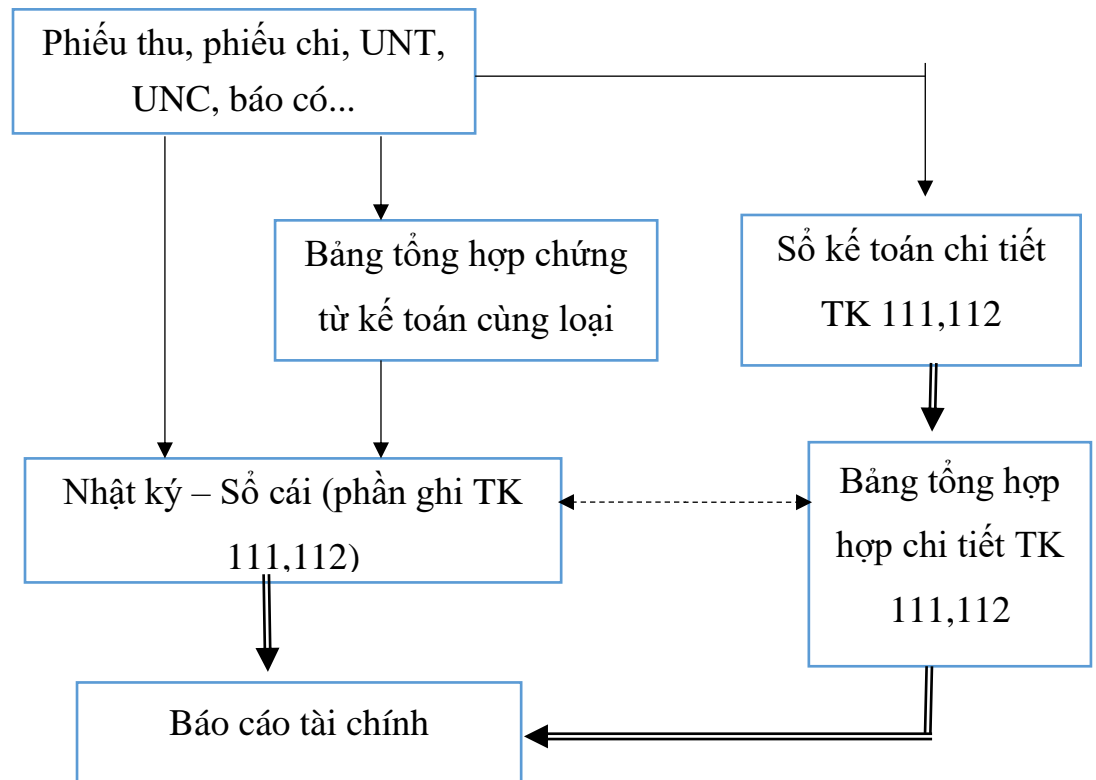 Phiếu thu, phiếu chi, UNT,
UNC, báo có...
Bảng tổng hợp chứng
từ kế toán cùng loại
Sổ kế toán chi tiết
TK 111,112
Nhật ký – Sổ cái (phần ghi TK
111,112)
Bảng tổng hợp
hợp chi tiết TK
111,112
Báo cáo tài chính